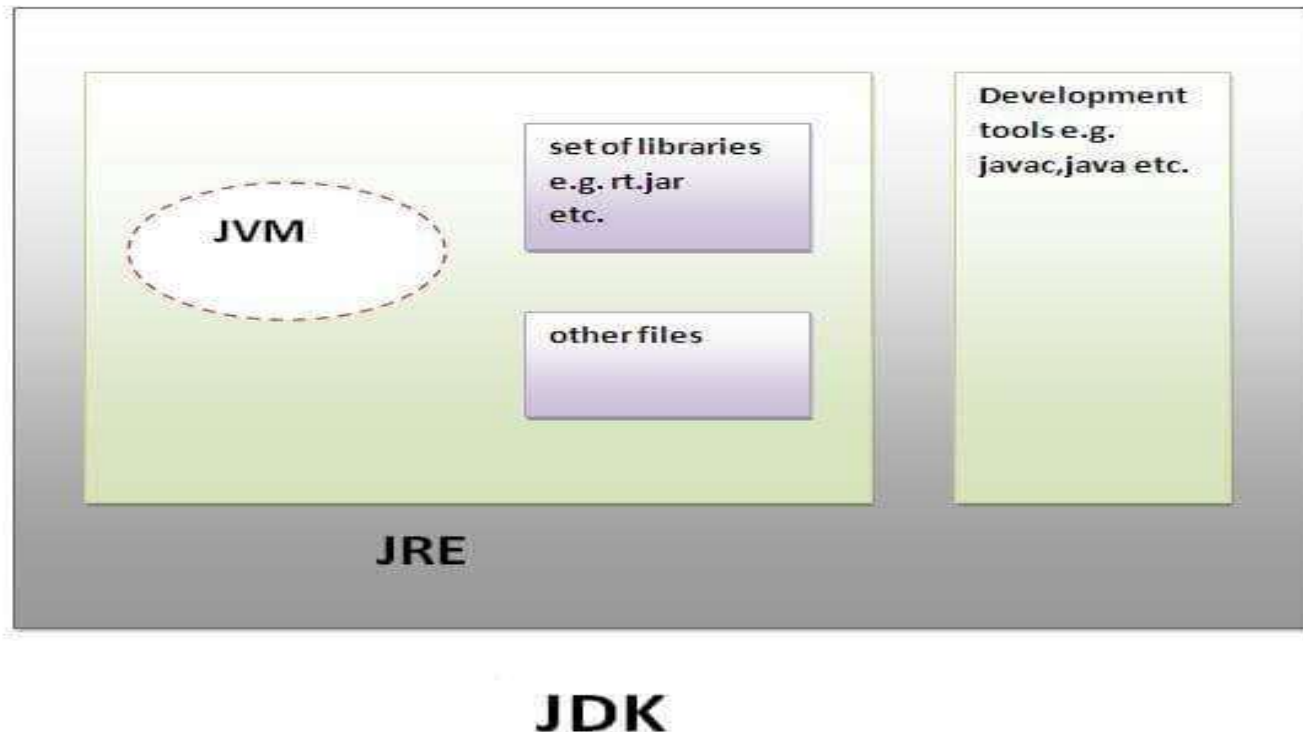 JVM
set of libraries
e.g. rt.jar
etc.
other files
Development
tools e.g.
javac,java etc.
JRE
JDK